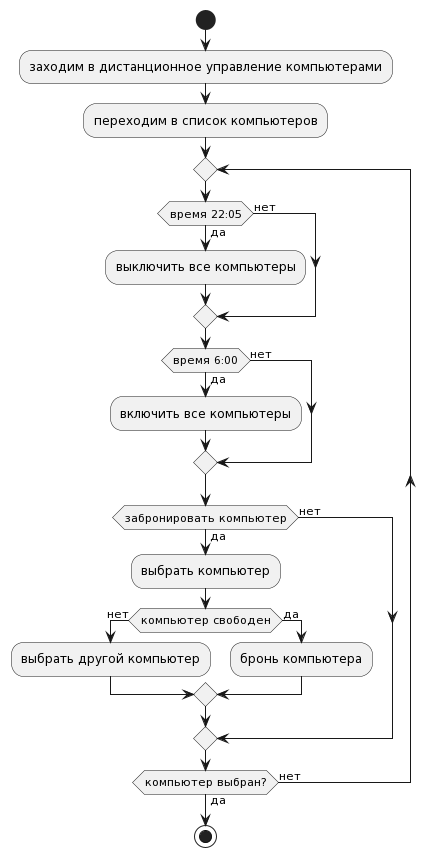 заходим в дистанционное управление компьютерами
переходим в список компьютеров
время 22:05
нет
да
выключить все компьютеры
время 6:00
нет
да
включить все компьютеры
забронировать компьютер
нет
да
выбрать компьютер
нет
компьютер свободен
да
выбрать другой компьютер
бронь компьютера
компьютер выбран?
нет
да